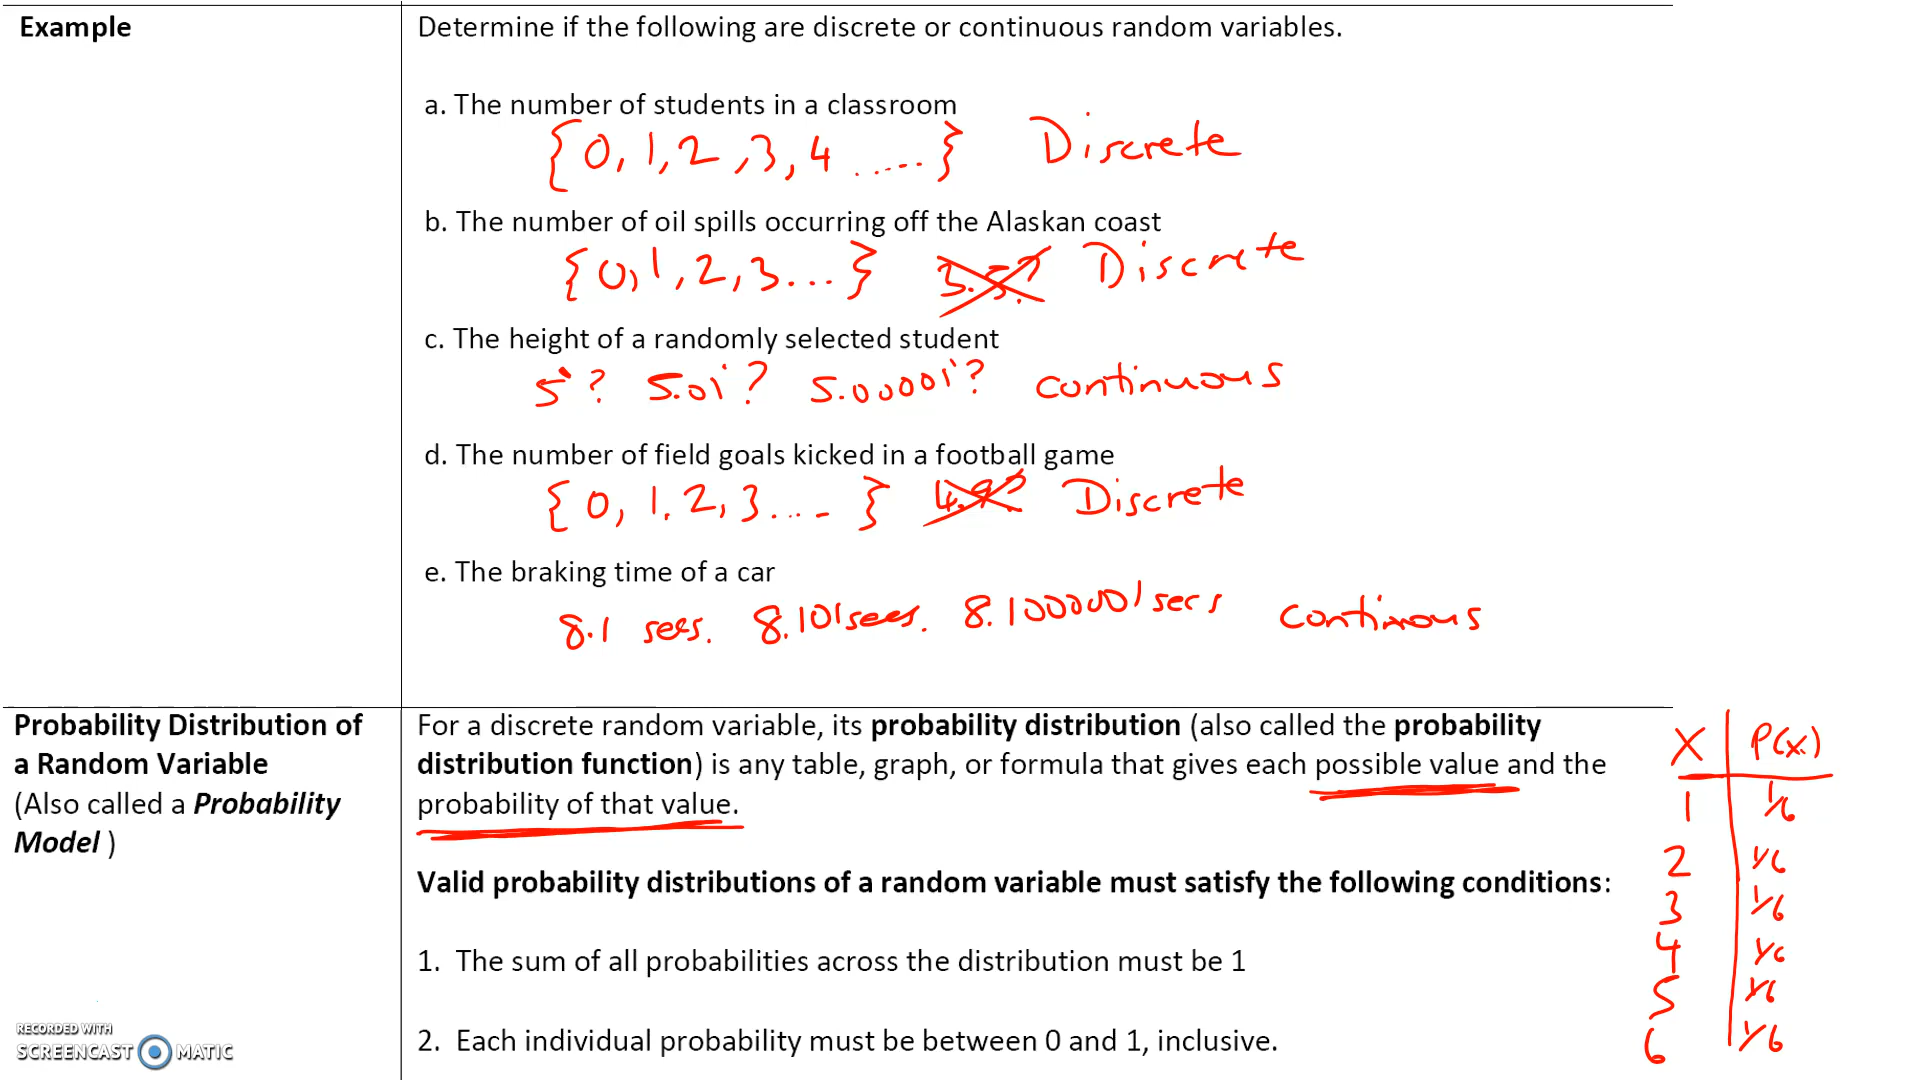 Example
Determine if the following are discrete or continuous random variables.
a. The number of students in a classroom
{0, 1, 2, 3, 4 .....} Discrete
b. The number of oil spills occurring off the Alaskan coast
{0, 1, 2, 3...} 3.5? Discrete
c. The height of a randomly selected student
5' ? 5.01' ? 5.00001' ? continuous
d. The number of field goals kicked in a football game
{0, 1, 2, 3.... } Discrete
e. The braking time of a car
8.1 secs. 8.101 secs. 8.1000001 secs continuous
Probability Distribution of
a Random Variable
(Also called a Probability
Model )
For a discrete random variable, its probability distribution (also called the probability
distribution function) is any table, graph, or formula that gives each possible value and the
probability of that value.
Valid probability distributions of a random variable must satisfy the following conditions:
1. The sum of all probabilities across the distribution must be 1
2. Each individual probability must be between 0 and 1, inclusive.
X P(x)
1 1/6
2 1/6
3 1/6
4 1/6
5 1/6
6 1/6
RECORDED WITH
SCREENCAST MATIC